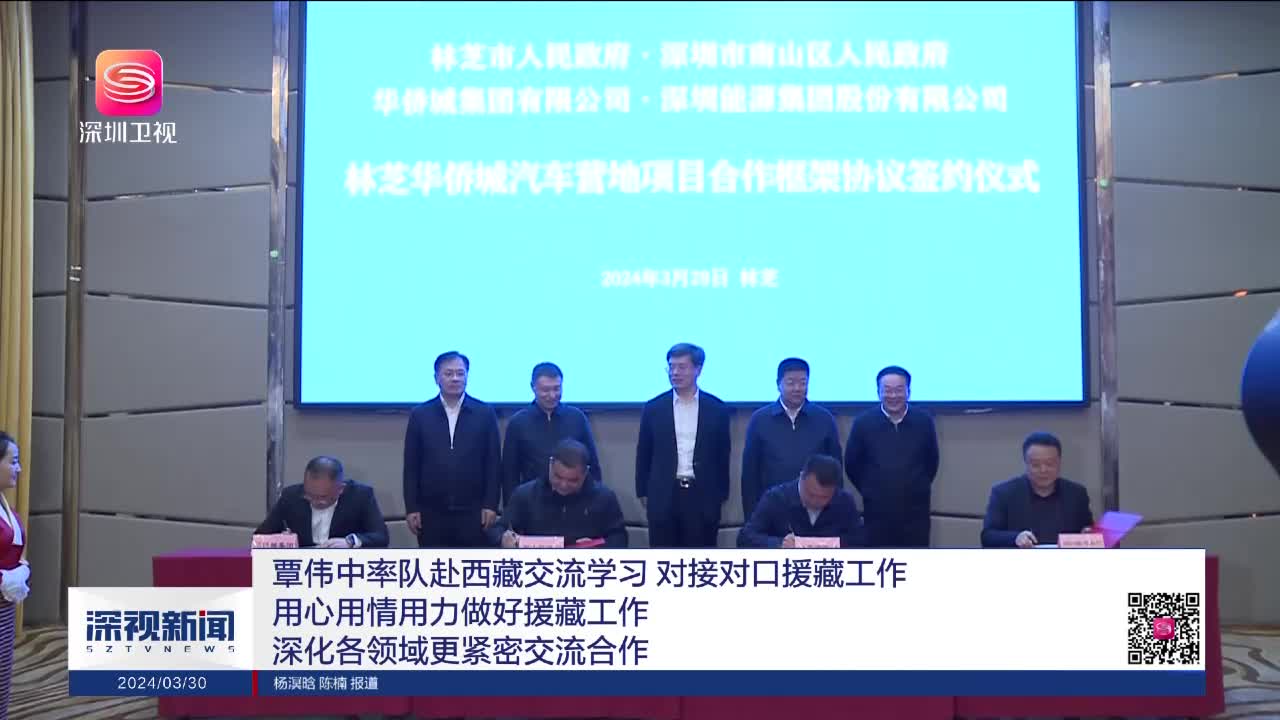 林芝市人民政府·深圳市南山区人民政府
华侨城集团有限公司·深圳能源集团股份有限公司
林芝华侨城汽车营地项目合作框架协议签约仪式
2024年3月28日 林芝
深圳卫视
覃伟中率队赴西藏交流学习 对接对口援藏工作
用心用情用力做好援藏工作
深化各领域更紧密交流合作
深视新闻
SZTVNEWS
2024/03/30
杨溟晗 陈楠 报道